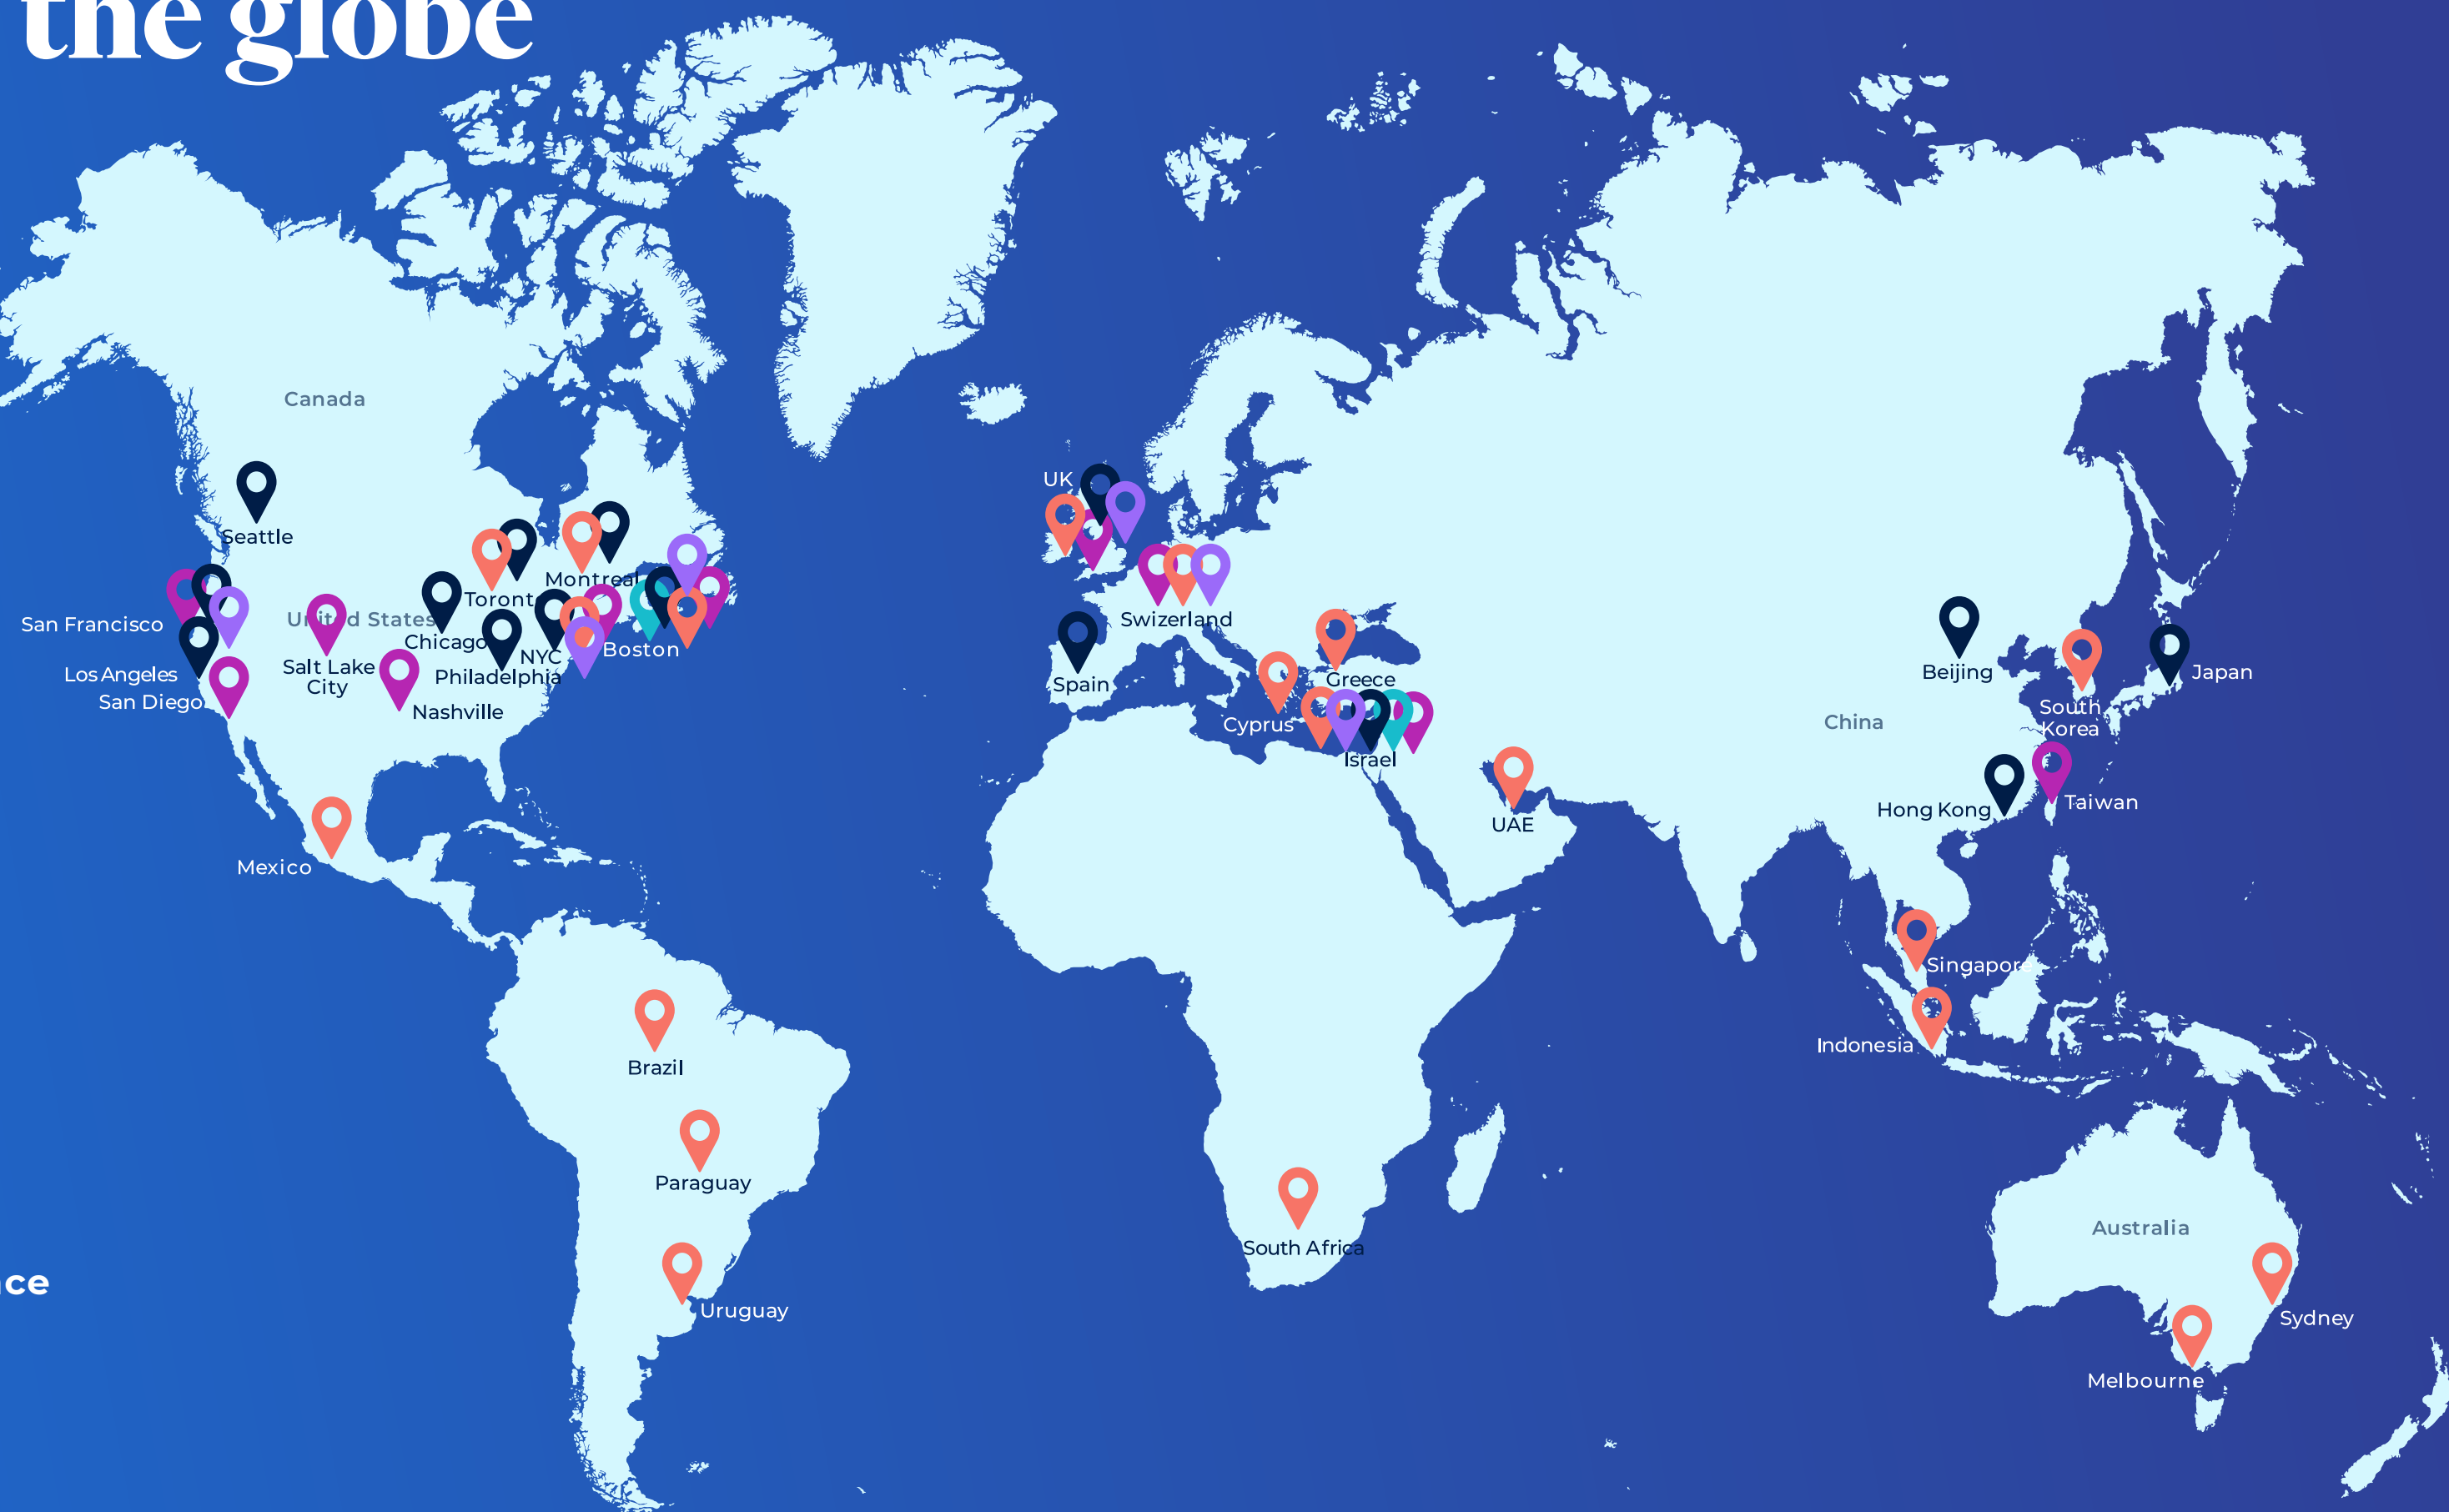 the globe
Canada
UK
Seattle
Montreal
Toronto
San Francisco
United States
Swizerland
Chicago
NYC
Boston
Salt Lake
City
Los Angeles
Philadelphia
San Diego
Nashville
Spain
Greece
Cyprus
Israel
Beijing
Japan
South
Korea
China
Hong Kong
Taiwan
UAE
Mexico
Singapore
Indonesia
Brazil
Paraguay
South Africa
Australia
Uruguay
Sydney
Melbourne